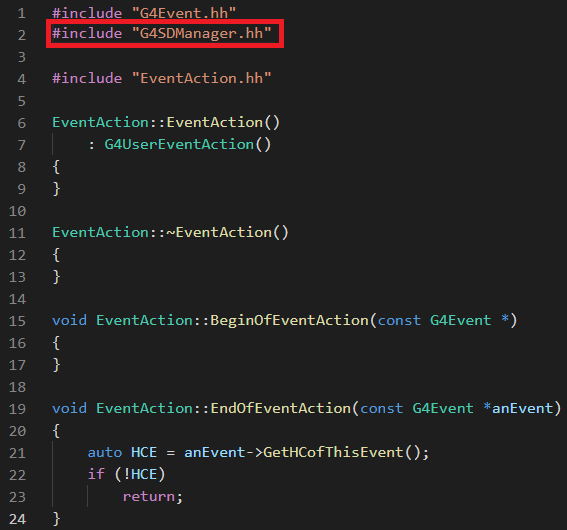 1 #include "G4Event.hh"
2 #include "G4SDManager.hh"
3
4 #include "EventAction.hh"
5
6 EventAction::EventAction()
7     : G4UserEventAction()
8 {
9 }
10
11 EventAction::~EventAction()
12 {
13 }
14
15 void EventAction::BeginOfEventAction(const G4Event *)
16 {
17 }
18
19 void EventAction::EndOfEventAction(const G4Event *anEvent)
20 {
21     auto HCE = anEvent->GetHCofThisEvent();
22     if (!HCE)
23         return;
24 }